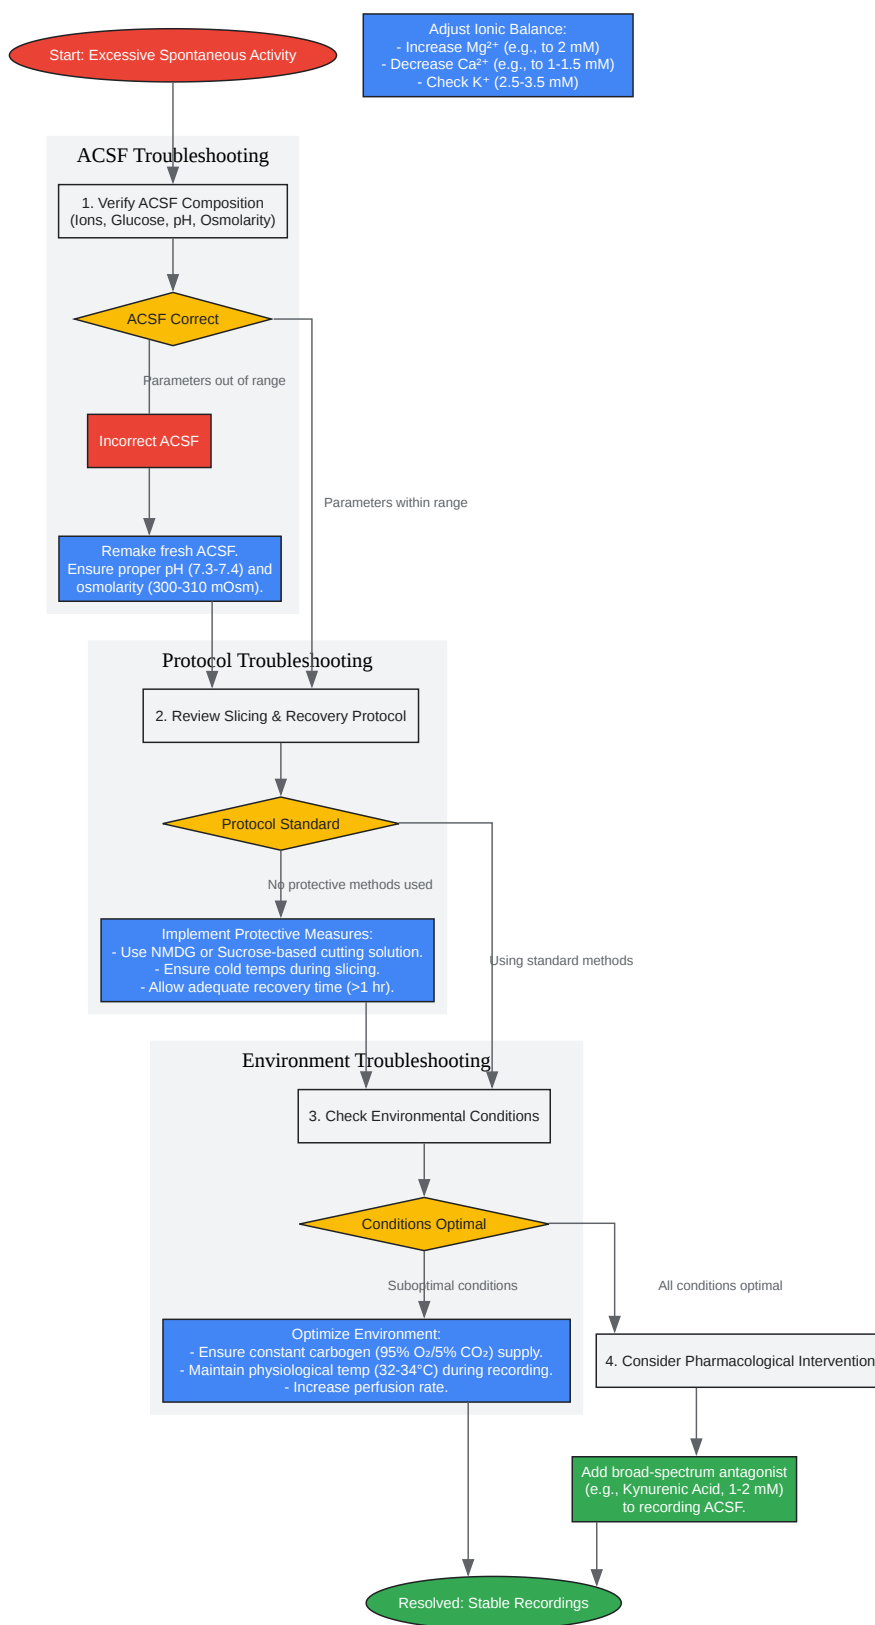 Start: Excessive Spontaneous Activity
Adjust Ionic Balance:
- Increase Mg²⁺ (e.g., to 2 mM)
- Decrease Ca²⁺ (e.g., to 1-1.5 mM)
- Check K⁺ (2.5-3.5 mM)
ACSF Troubleshooting
1. Verify ACSF Composition
(Ions, Glucose, pH, Osmolarity)
ACSF Correct
Parameters out of range
Incorrect ACSF
Parameters within range
Remake fresh ACSF.
Ensure proper pH (7.3-7.4) and
osmolarity (300-310 mOsm).
Protocol Troubleshooting
2. Review Slicing & Recovery Protocol
Protocol Standard
No protective methods used
Implement Protective Measures:
- Use NMDG or Sucrose-based cutting solution.
- Ensure cold temps during slicing.
- Allow adequate recovery time (>1 hr).
Using standard methods
Environment Troubleshooting
3. Check Environmental Conditions
Conditions Optimal
Suboptimal conditions
All conditions optimal
Optimize Environment:
- Ensure constant carbogen (95% O₂/5% CO₂) supply.
- Maintain physiological temp (32-34°C) during recording.
- Increase perfusion rate.
4. Consider Pharmacological Intervention
Add broad-spectrum antagonist
(e.g., Kynurenic Acid, 1-2 mM)
to recording ACSF.
Resolved: Stable Recordings